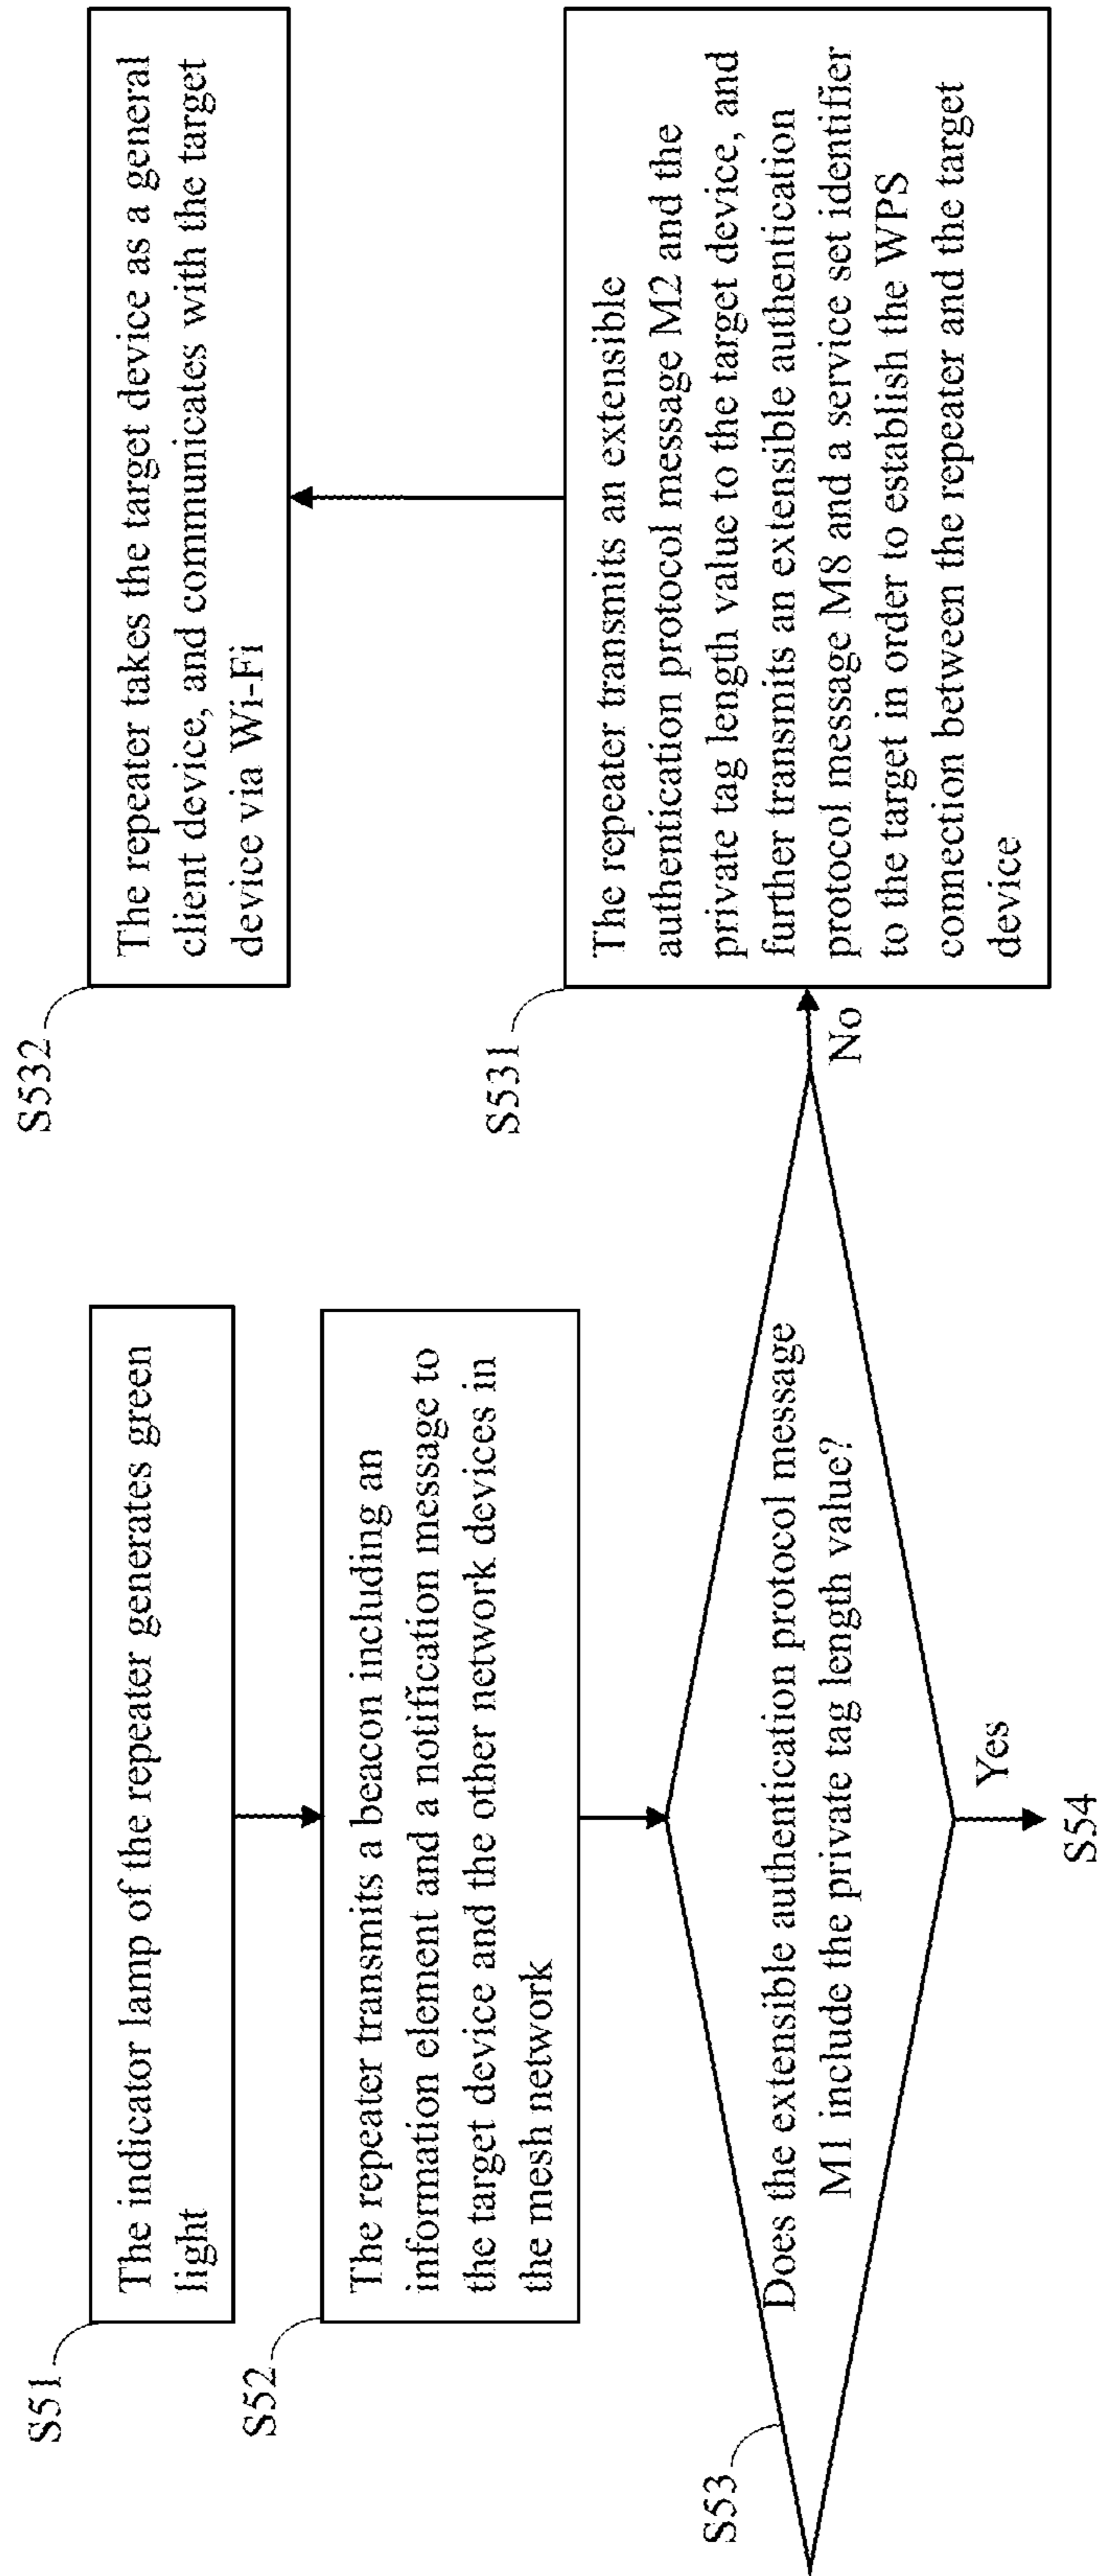 S51
The indicator lamp of the repeater generates green
light
S52
The repeater transmits a beacon including an
information element and a notification message to
the target device and the other network devices in
the mesh network
S53
Does the extensible authentication protocol message
M1 include the private tag length value?
Yes
S54
No
S531
The repeater transmits an extensible
authentication protocol message M2 and the
private tag length value to the target device, and
further transmits an extensible authentication
protocol message M8 and a service set identifier
to the target in order to establish the WPS
connection between the repeater and the target
device
S532
The repeater takes the target device as a general
client device, and communicates with the target
device via Wi-Fi